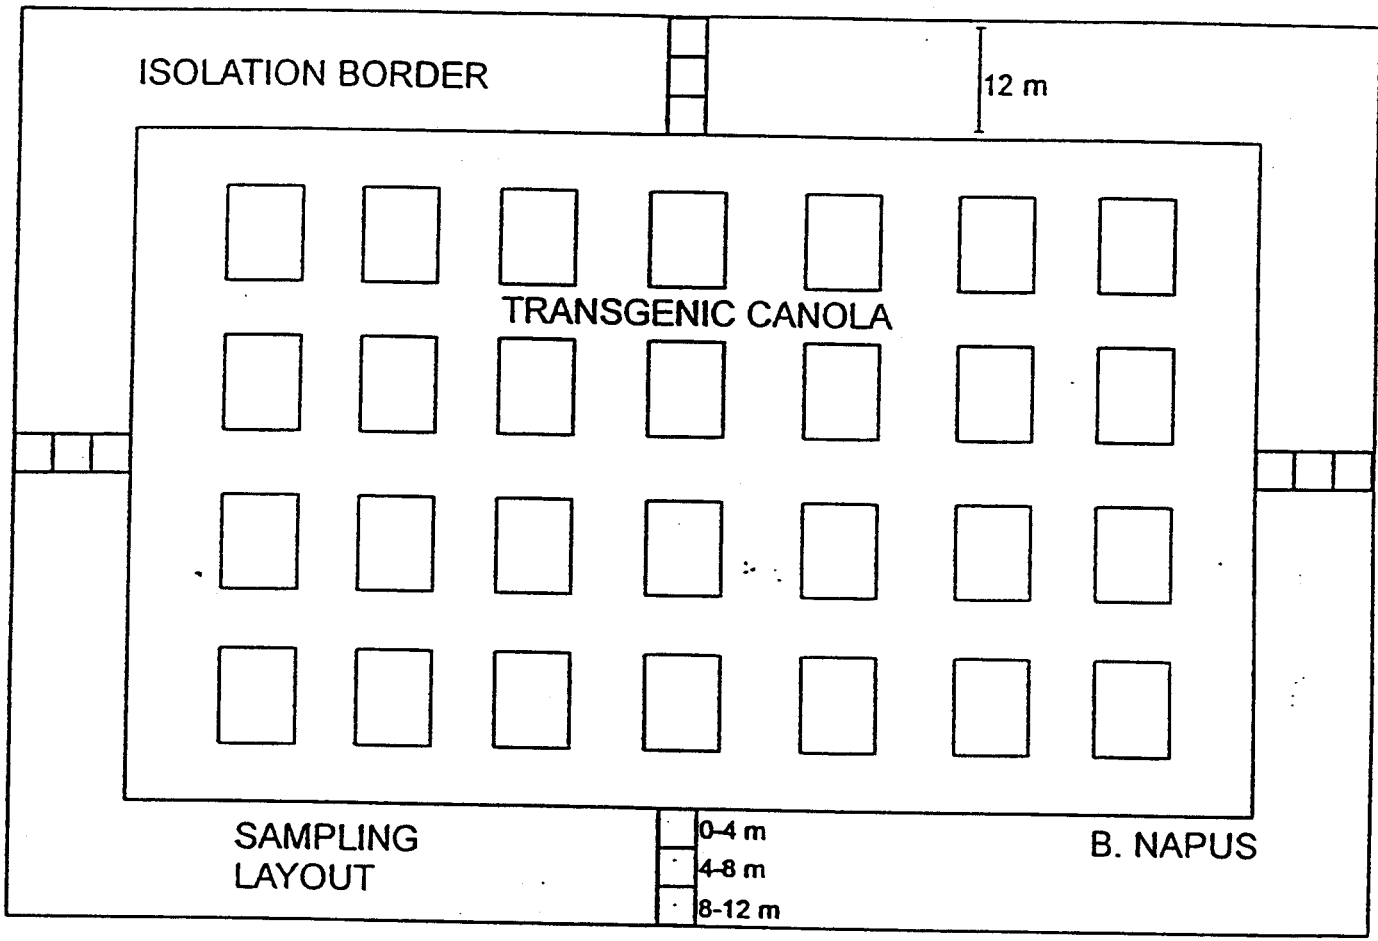 ISOLATION BORDER
12 m
TRANSGENIC CANOLA
SAMPLING
LAYOUT
0-4 m
4-8 m
8-12 m
B. NAPUS